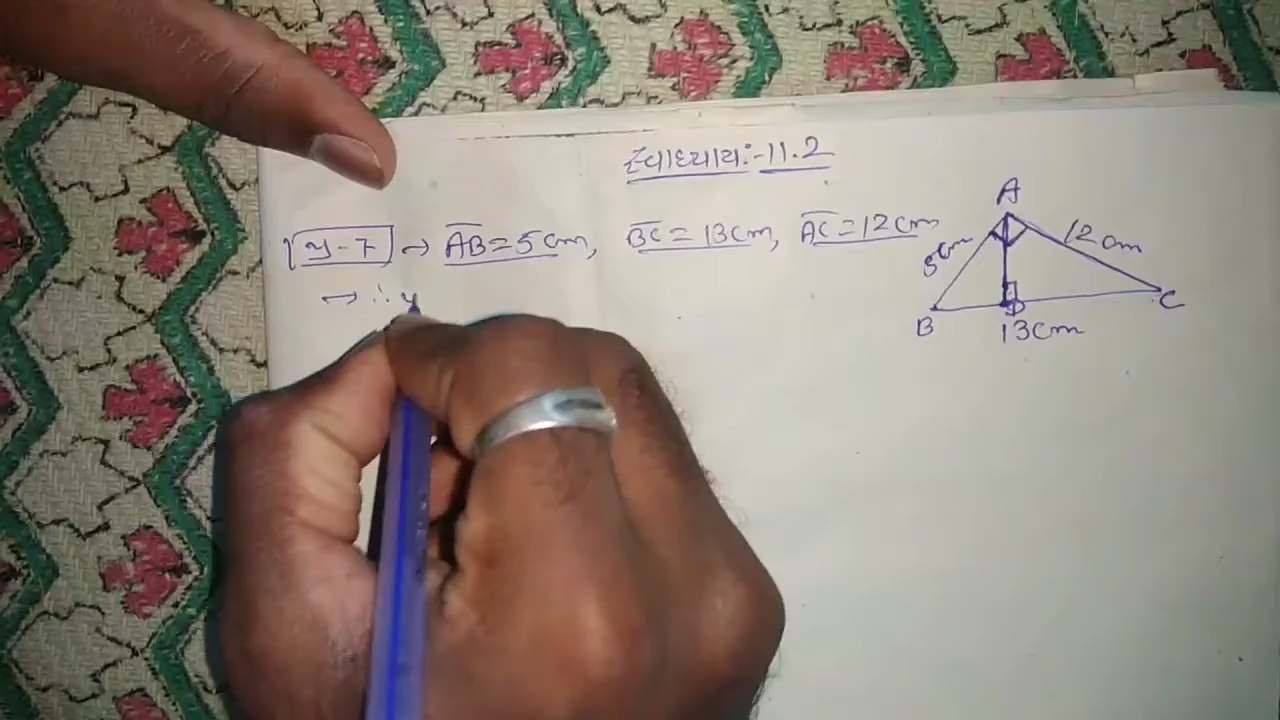 સ્વાધ્યાય:-11.2
પ્ર-7 → AB=5cm, BC=13cm, AC=12cm
→ ∴
A
5cm
12cm
B
D
C
13cm